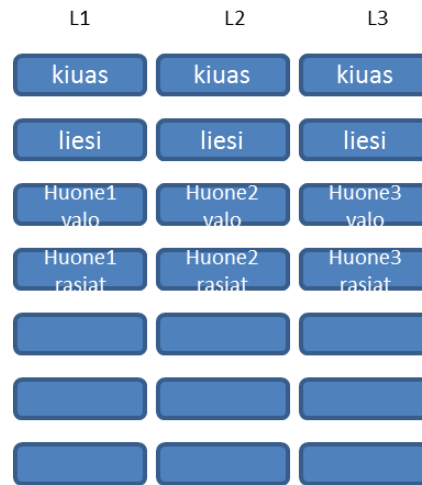 L1 L2 L3
kiuas kiuas kiuas
liesi liesi liesi
Huone1 Huone2 Huone3
valo valo valo
Huone1 Huone2 Huone3
rasiat rasiat rasiat